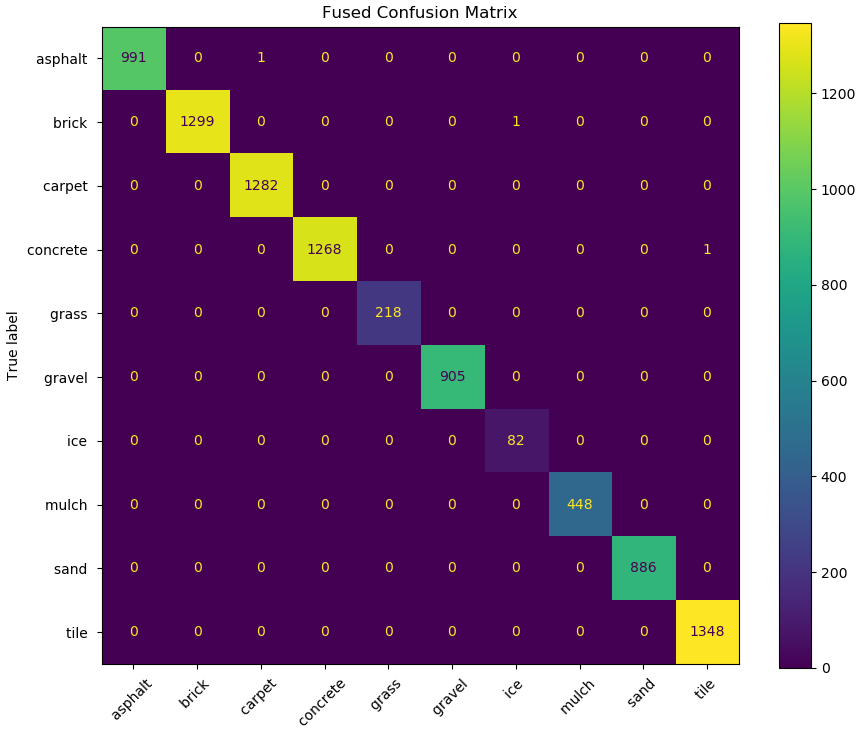 Fused Confusion Matrix
asphalt 991 0 1 0 0 0 0 0 0 0
brick 0 1299 0 0 0 0 1 0 0 0
carpet 0 0 1282 0 0 0 0 0 0 0
concrete 0 0 0 1268 0 0 0 0 0 1
grass 0 0 0 0 218 0 0 0 0 0
gravel 0 0 0 0 0 905 0 0 0 0
ice 0 0 0 0 0 0 82 0 0 0
mulch 0 0 0 0 0 0 0 448 0 0
sand 0 0 0 0 0 0 0 0 886 0
tile 0 0 0 0 0 0 0 0 0 1348
asphalt brick carpet concrete grass gravel ice mulch sand tile
True label
1200
1000
800
600
400
200
0